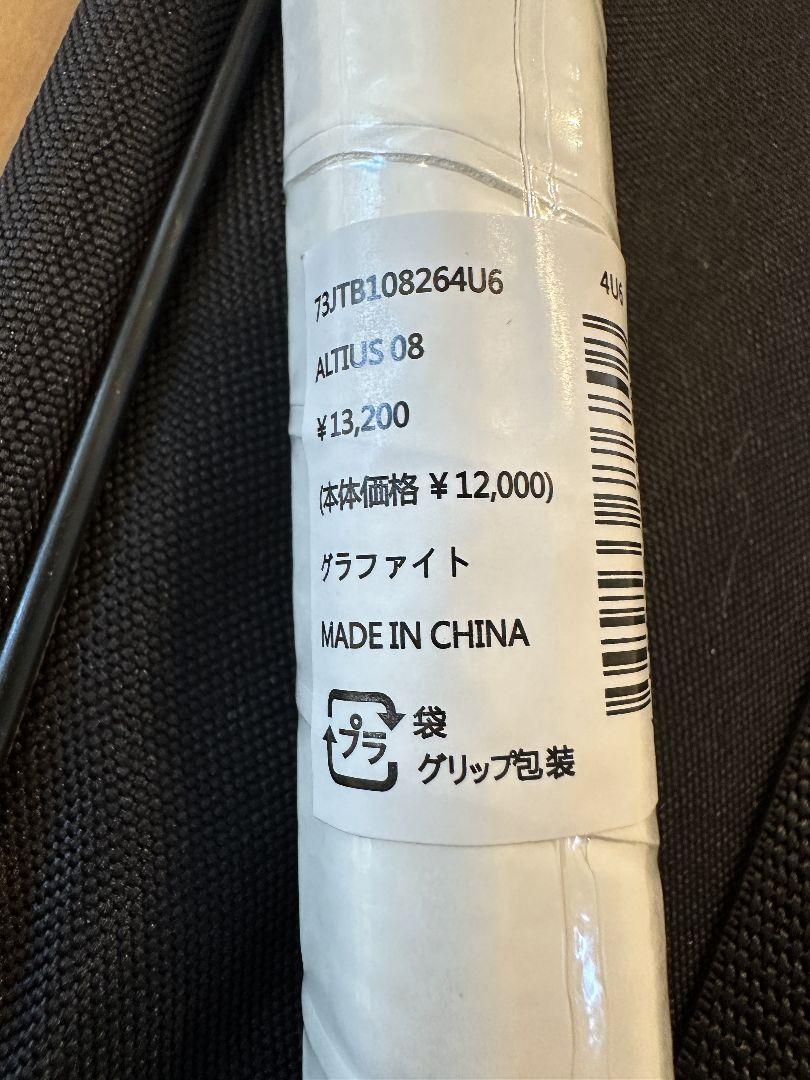 73JTB108264U6
4U6
ALTIUS 08
¥13,200
(本体価格 ¥12,000)
グラファイト
MADE IN CHINA
プラ
袋
グリップ包装